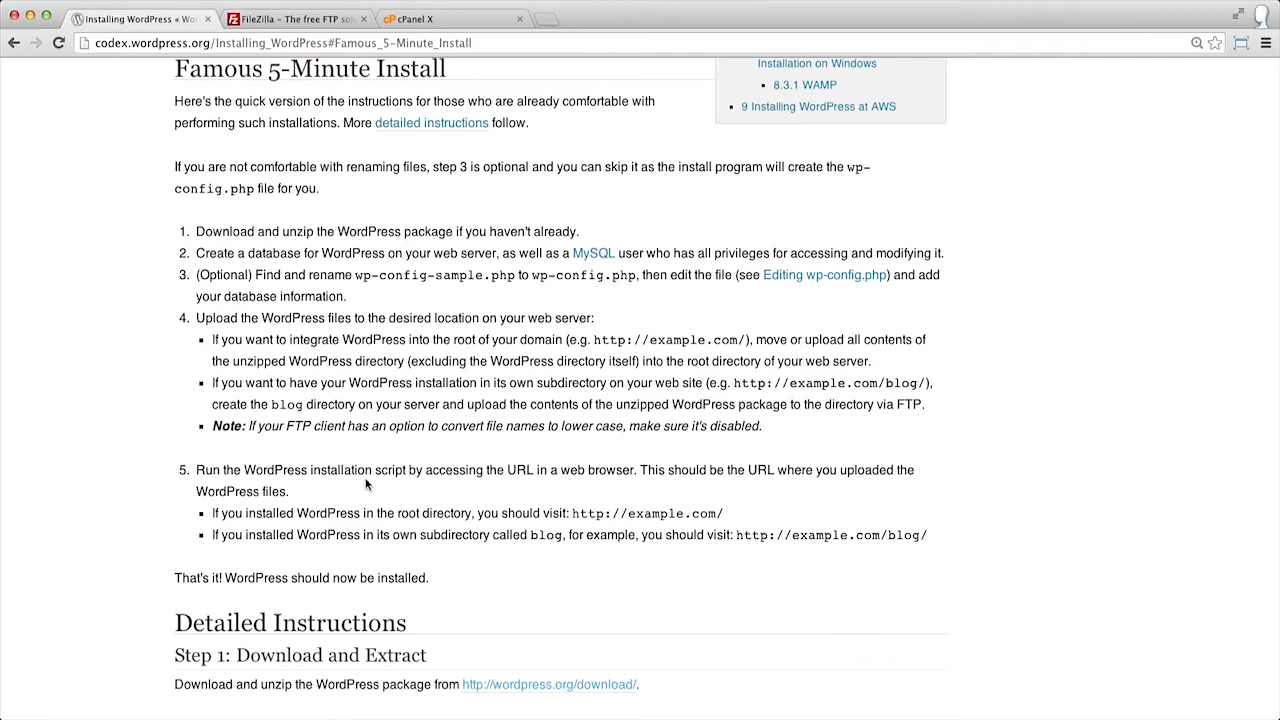 Installing WordPress « Wor
FileZilla – The free FTP solu
cPanel X
codex.wordpress.org/Installing_WordPress#Famous_5-Minute_Install
Famous 5-Minute Install
Installation on Windows
8.3.1 WAMP
9 Installing WordPress at AWS
Here's the quick version of the instructions for those who are already comfortable with
performing such installations. More detailed instructions follow.
If you are not comfortable with renaming files, step 3 is optional and you can skip it as the install program will create the wp-
config.php file for you.
1. Download and unzip the WordPress package if you haven't already.
2. Create a database for WordPress on your web server, as well as a MySQL user who has all privileges for accessing and modifying it.
3. (Optional) Find and rename wp-config-sample.php to wp-config.php, then edit the file (see Editing wp-config.php) and add
your database information.
4. Upload the WordPress files to the desired location on your web server:
If you want to integrate WordPress into the root of your domain (e.g. http://example.com/), move or upload all contents of
the unzipped WordPress directory (excluding the WordPress directory itself) into the root directory of your web server.
If you want to have your WordPress installation in its own subdirectory on your web site (e.g. http://example.com/blog/),
create the blog directory on your server and upload the contents of the unzipped WordPress package to the directory via FTP.
Note: If your FTP client has an option to convert file names to lower case, make sure it's disabled.
5. Run the WordPress installation script by accessing the URL in a web browser. This should be the URL where you uploaded the
WordPress files.
If you installed WordPress in the root directory, you should visit: http://example.com/
If you installed WordPress in its own subdirectory called blog, for example, you should visit: http://example.com/blog/
That's it! WordPress should now be installed.
Detailed Instructions
Step 1: Download and Extract
Download and unzip the WordPress package from http://wordpress.org/download/.